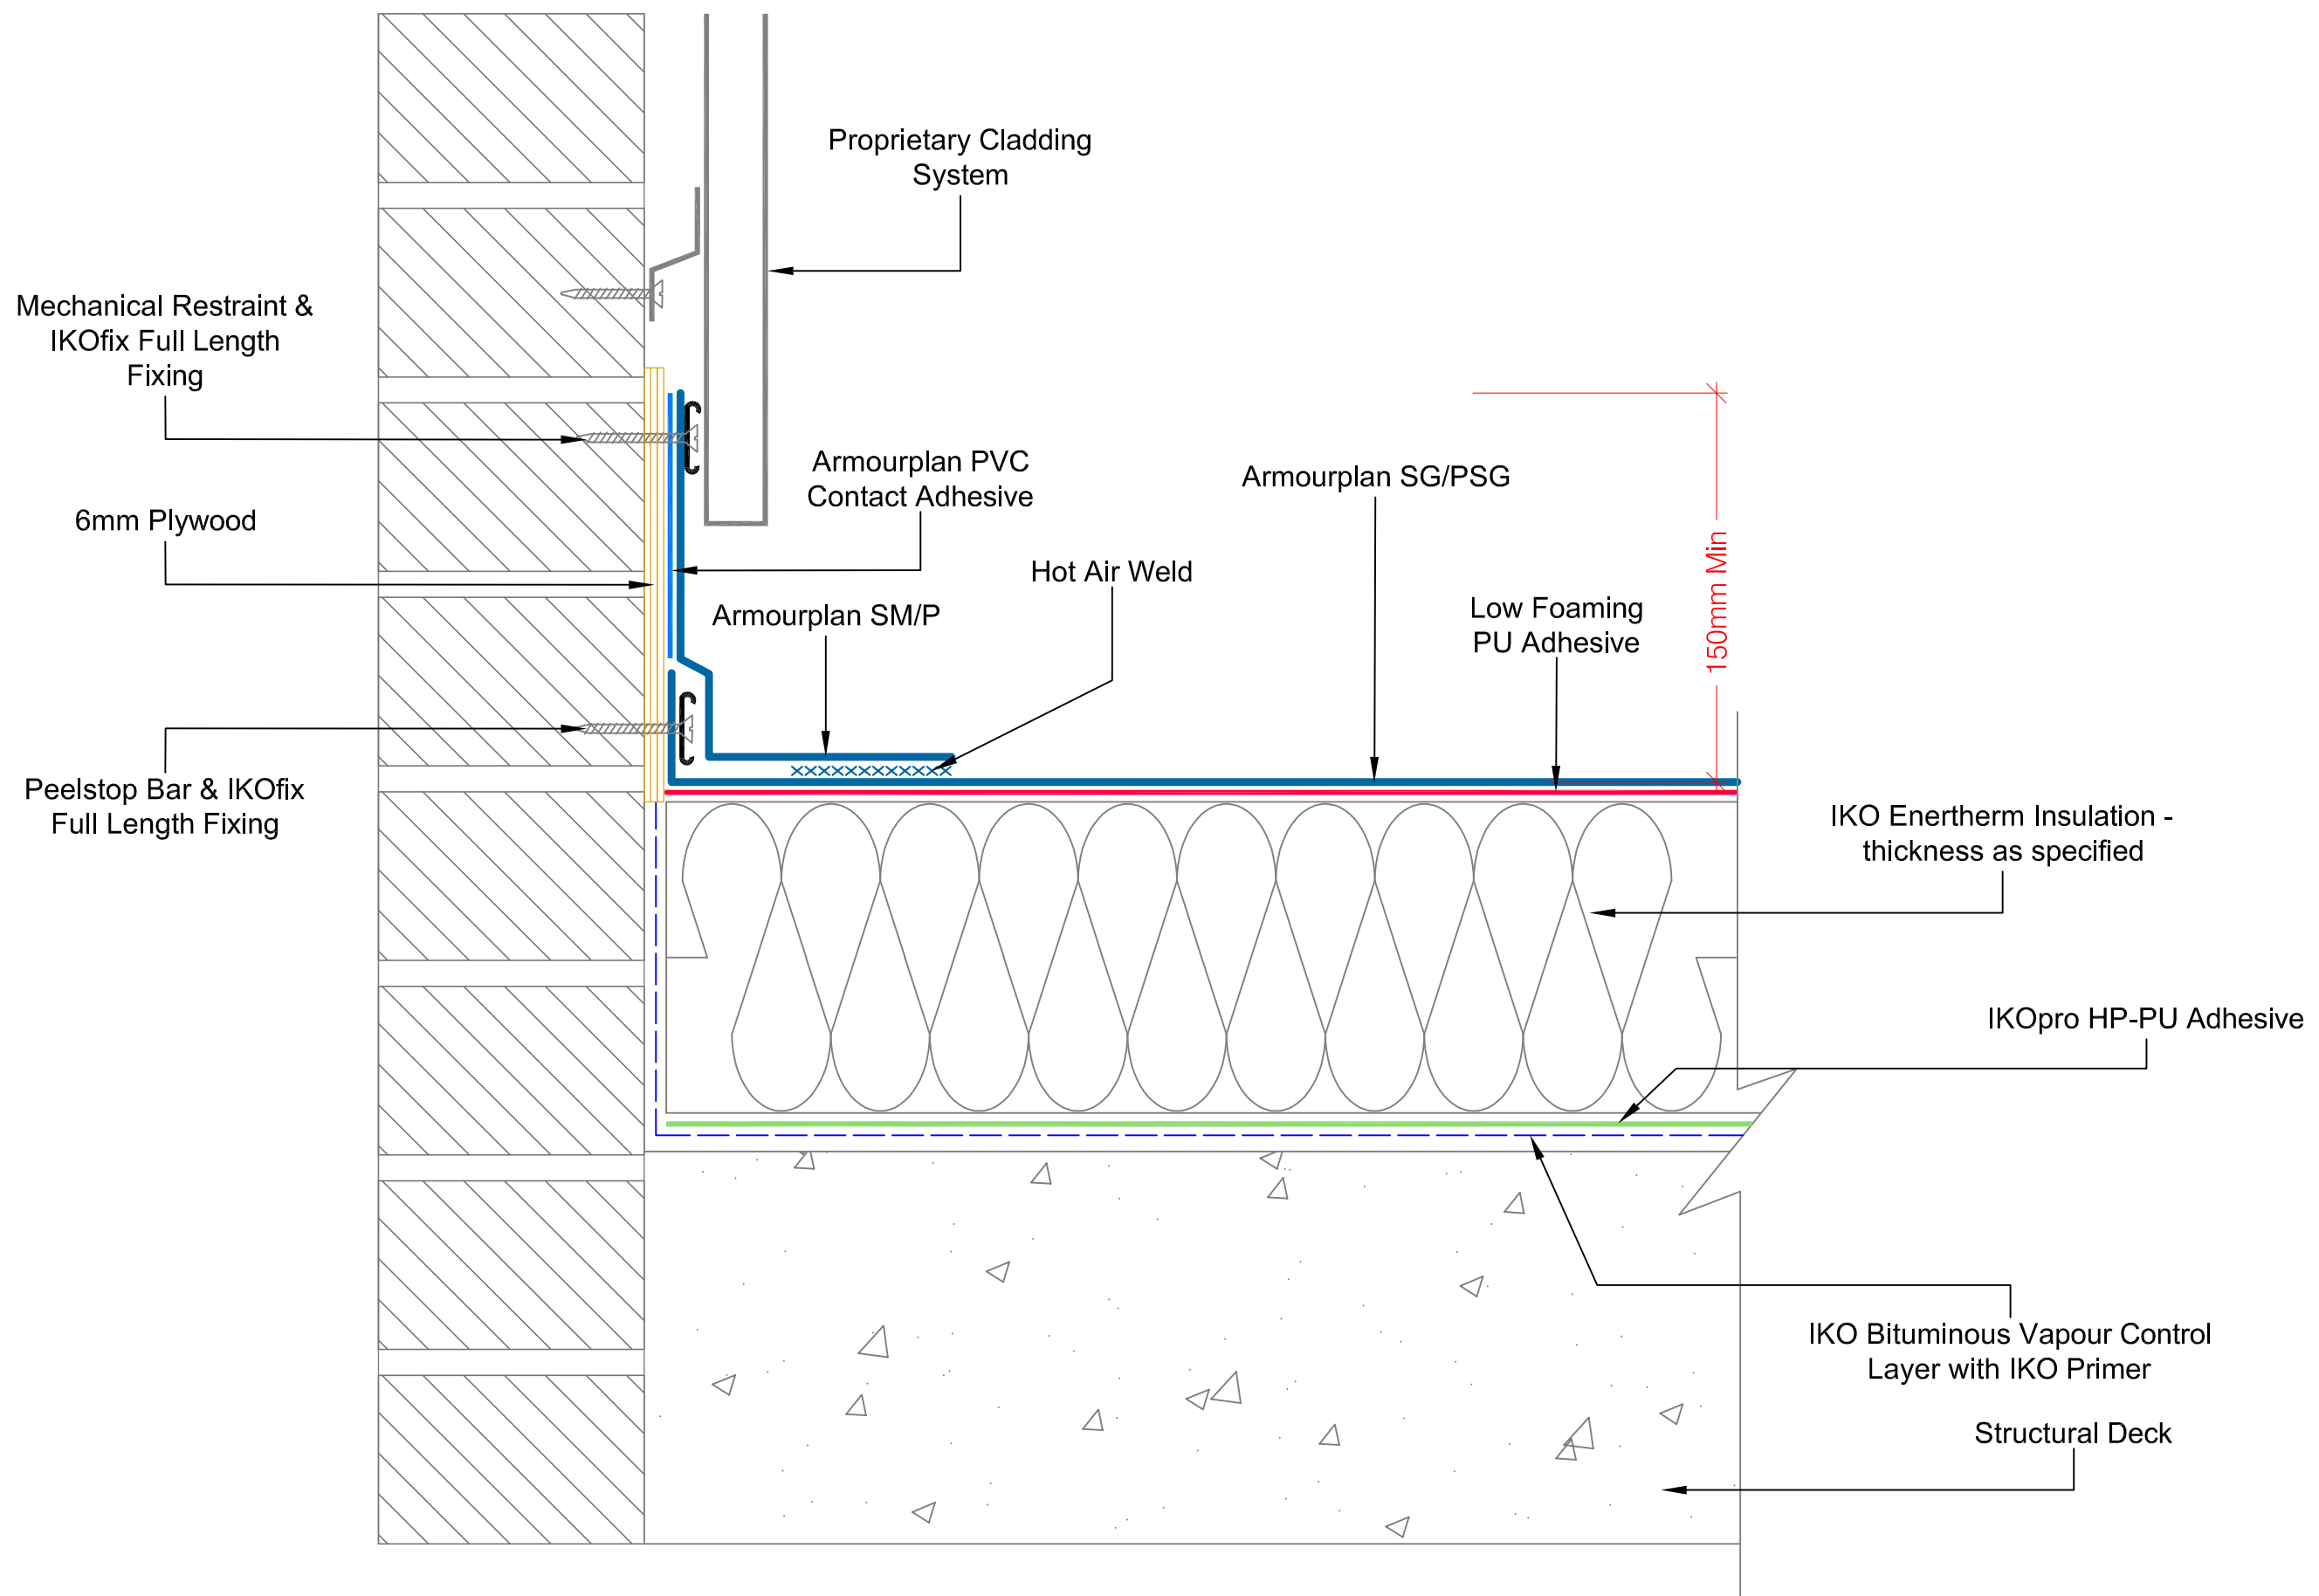 Proprietary Cladding
System
Mechanical Restraint &
IKOfix Full Length
Fixing
Armourplan PVC
Contact Adhesive
Armourplan SG/PSG
6mm Plywood
Hot Air Weld
150mm Min
Armourplan SM/P
Low Foaming
PU Adhesive
Peelstop Bar & IKOfix
Full Length Fixing
IKO Enertherm Insulation -
thickness as specified
IKOpro HP-PU Adhesive
IKO Bituminous Vapour Control
Layer with IKO Primer
Structural Deck